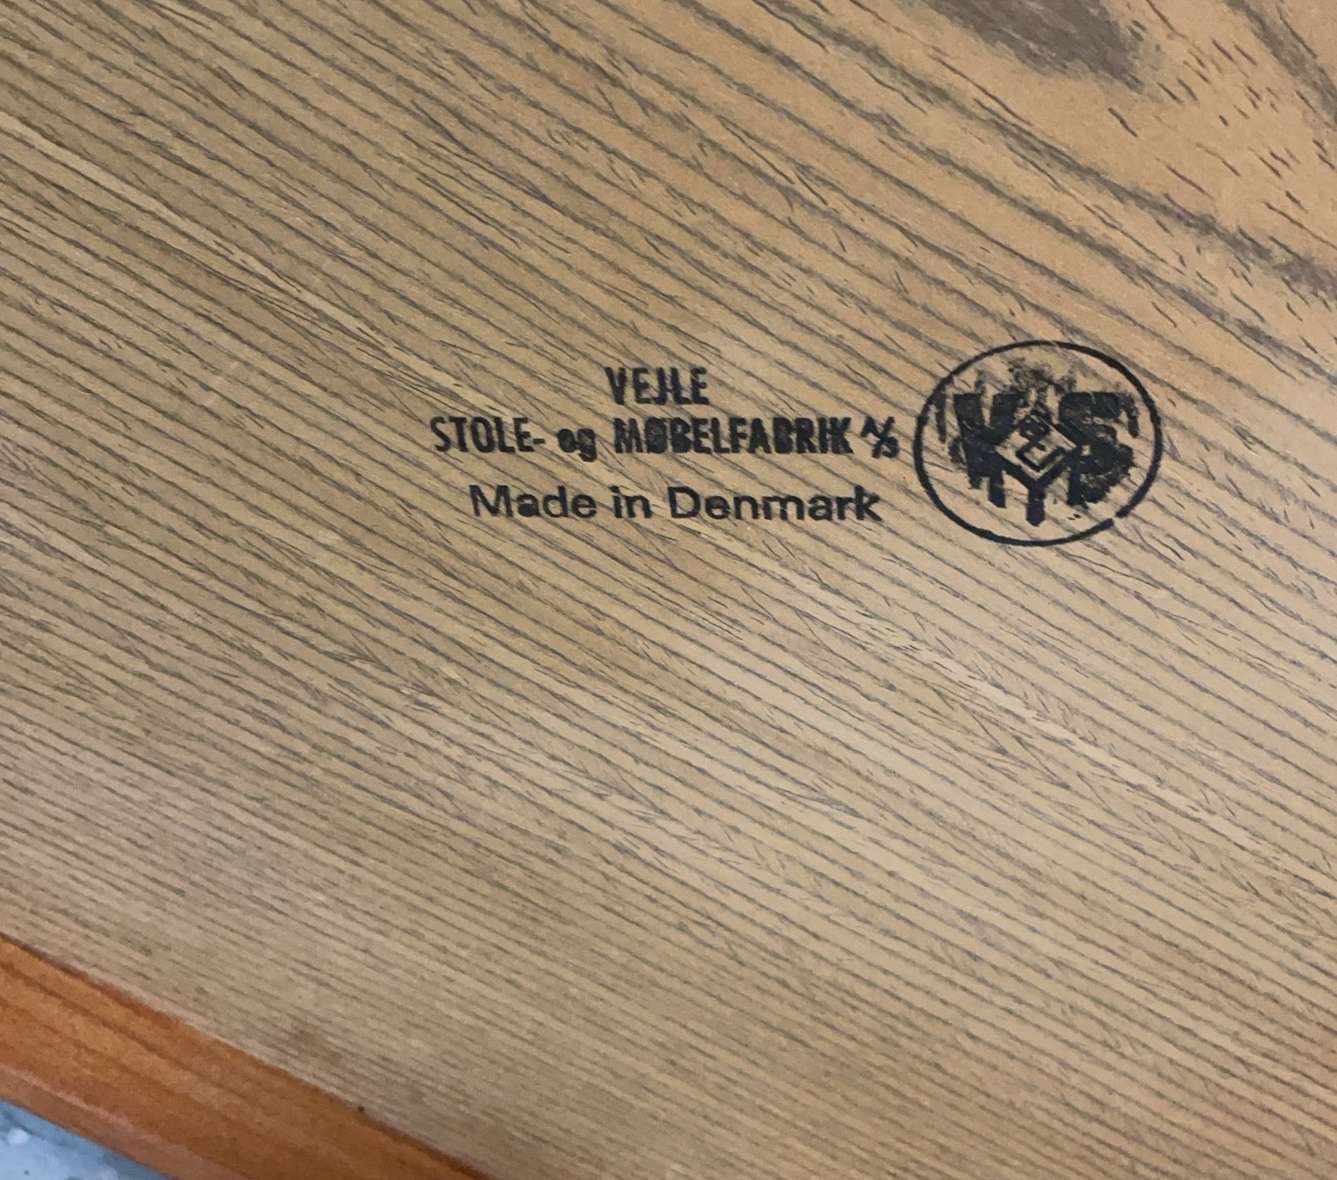 VEJLE
STOLE- og MØBELFABRIK A/S
Made in Denmark